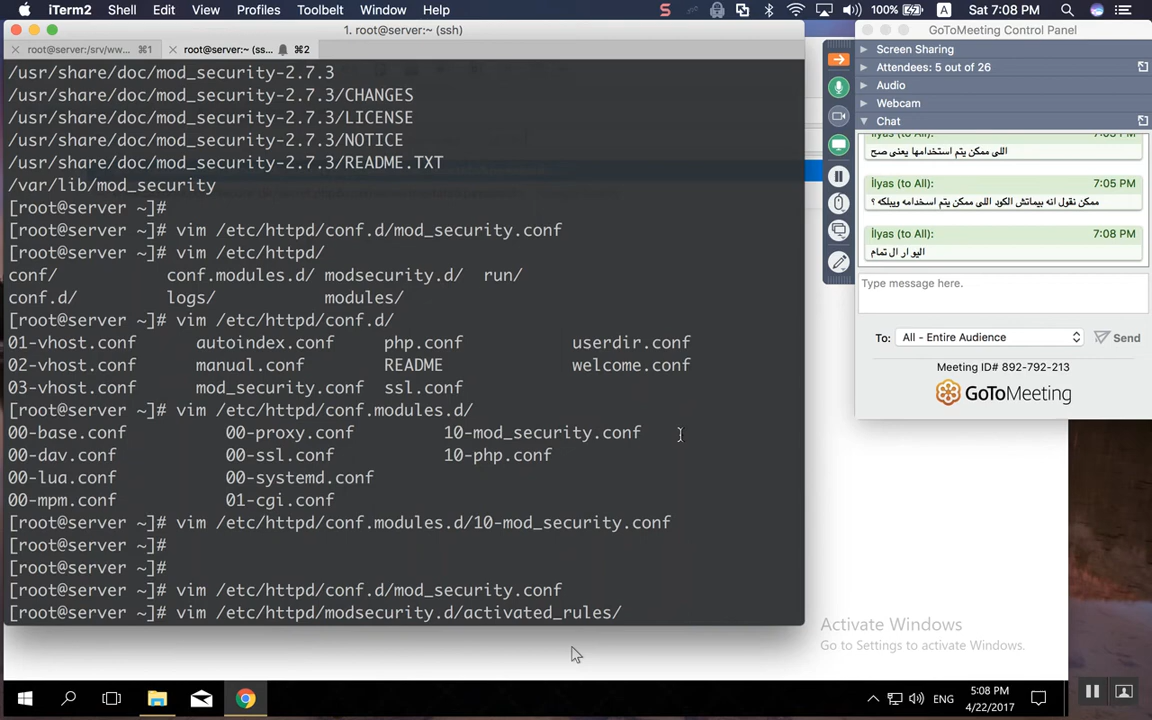 iTerm2 Shell Edit View Profiles Toolbelt Window Help
100% Sat 7:08 PM
1. root@server:~ (ssh)
root@server:/srv/ww... ⌘1
root@server:~ (ss... ⌘2
/usr/share/doc/mod_security-2.7.3
/usr/share/doc/mod_security-2.7.3/CHANGES
/usr/share/doc/mod_security-2.7.3/LICENSE
/usr/share/doc/mod_security-2.7.3/NOTICE
/usr/share/doc/mod_security-2.7.3/README.TXT
/var/lib/mod_security
[root@server ~]#
[root@server ~]# vim /etc/httpd/conf.d/mod_security.conf
[root@server ~]# vim /etc/httpd/
conf/ conf.modules.d/ modsecurity.d/ run/
conf.d/ logs/ modules/
[root@server ~]# vim /etc/httpd/conf.d/
01-vhost.conf autoindex.conf php.conf userdir.conf
02-vhost.conf manual.conf README welcome.conf
03-vhost.conf mod_security.conf ssl.conf
[root@server ~]# vim /etc/httpd/conf.modules.d/
00-base.conf 00-proxy.conf 10-mod_security.conf
00-dav.conf 00-ssl.conf 10-php.conf
00-lua.conf 00-systemd.conf
00-mpm.conf 01-cgi.conf
[root@server ~]# vim /etc/httpd/conf.modules.d/10-mod_security.conf
[root@server ~]#
[root@server ~]#
[root@server ~]# vim /etc/httpd/conf.d/mod_security.conf
[root@server ~]# vim /etc/httpd/modsecurity.d/activated_rules/
GoToMeeting Control Panel
Screen Sharing
Attendees: 5 out of 26
Audio
Webcam
Chat
اللى ممكن يتم استخدامها يعنى صح
İlyas (to All): 7:05 PM
ممكن نقول انه بيماتش الكود اللى ممكن يتم اسخدامه ويبلكه ؟
İlyas (to All): 7:08 PM
اليو ار ال تمام
Type message here.
To: All - Entire Audience Send
Meeting ID# 892-792-213
GoToMeeting
Activate Windows
Go to Settings to activate Windows.
ENG
5:08 PM
4/22/2017